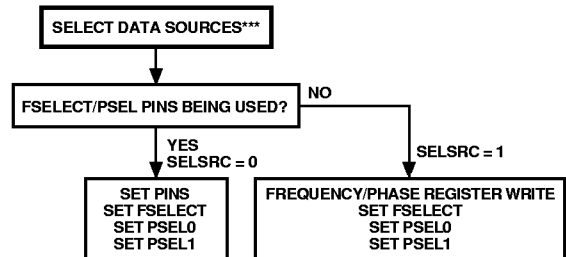 SELECT DATA SOURCES***
FSELECT/PSEL PINS BEING USED?
NO
YES
SELSRC = 0
SELSRC = 1
SET PINS
SET FSELECT
SET PSEL0
SET PSEL1
FREQUENCY/PHASE REGISTER WRITE
SET FSELECT
SET PSEL0
SET PSEL1